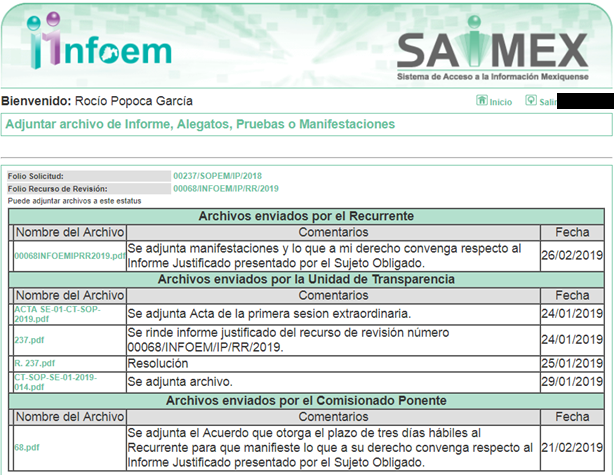 infoem
SAIMEX
Sistema de Acceso a la Información Mexiquense
Bienvenido: Rocío Popoca García
Inicio Salir
Adjuntar archivo de Informe, Alegatos, Pruebas o Manifestaciones
Folio Solicitud: 00237/SOPEM/IP/2018
Folio Recurso de Revisión: 00068/INFOEM/IP/RR/2019
Puede adjuntar archivos a este estatus
Archivos enviados por el Recurrente
Nombre del Archivo Comentarios Fecha
00068INFOEMIPRR2019.pdf Se adjunta manifestaciones y lo que a mi derecho convenga respecto al
Informe Justificado presentado por el Sujeto Obligado. 26/02/2019
Archivos enviados por la Unidad de Transparencia
Nombre del Archivo Comentarios Fecha
ACTA SE-01-CT-SOP-
2019.pdf Se adjunta Acta de la primera sesion extraordinaria. 24/01/2019
237.pdf Se rinde informe justificado del recurso de revisión número
00068/INFOEM/IP/RR/2019. 24/01/2019
R. 237.pdf Resolución 25/01/2019
CT-SOP-SE-01-2019-
014.pdf Se adjunta archivo. 29/01/2019
Archivos enviados por el Comisionado Ponente
Nombre del Archivo Comentarios Fecha
68.pdf Se adjunta el Acuerdo que otorga el plazo de tres días hábiles al
Recurrente para que manifieste lo que a su derecho convenga respecto al
Informe Justificado presentado por el Sujeto Obligado. 21/02/2019